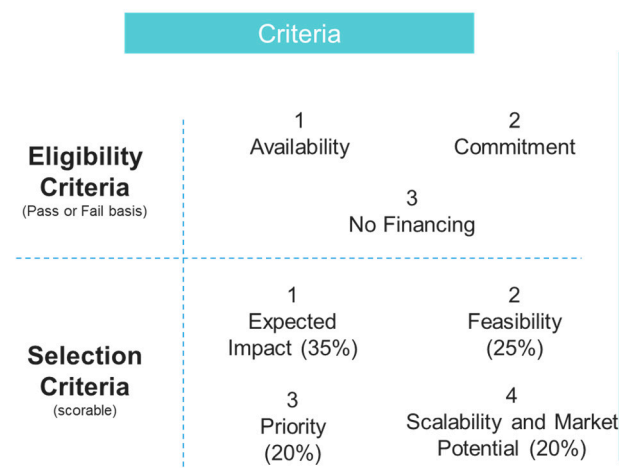 Criteria
Eligibility
Criteria
(Pass or Fail basis)
1
Availability
2
Commitment
3
No Financing
Selection
Criteria
(scorable)
1
Expected
Impact (35%)
2
Feasibility
(25%)
3
Priority
(20%)
4
Scalability and Market
Potential (20%)